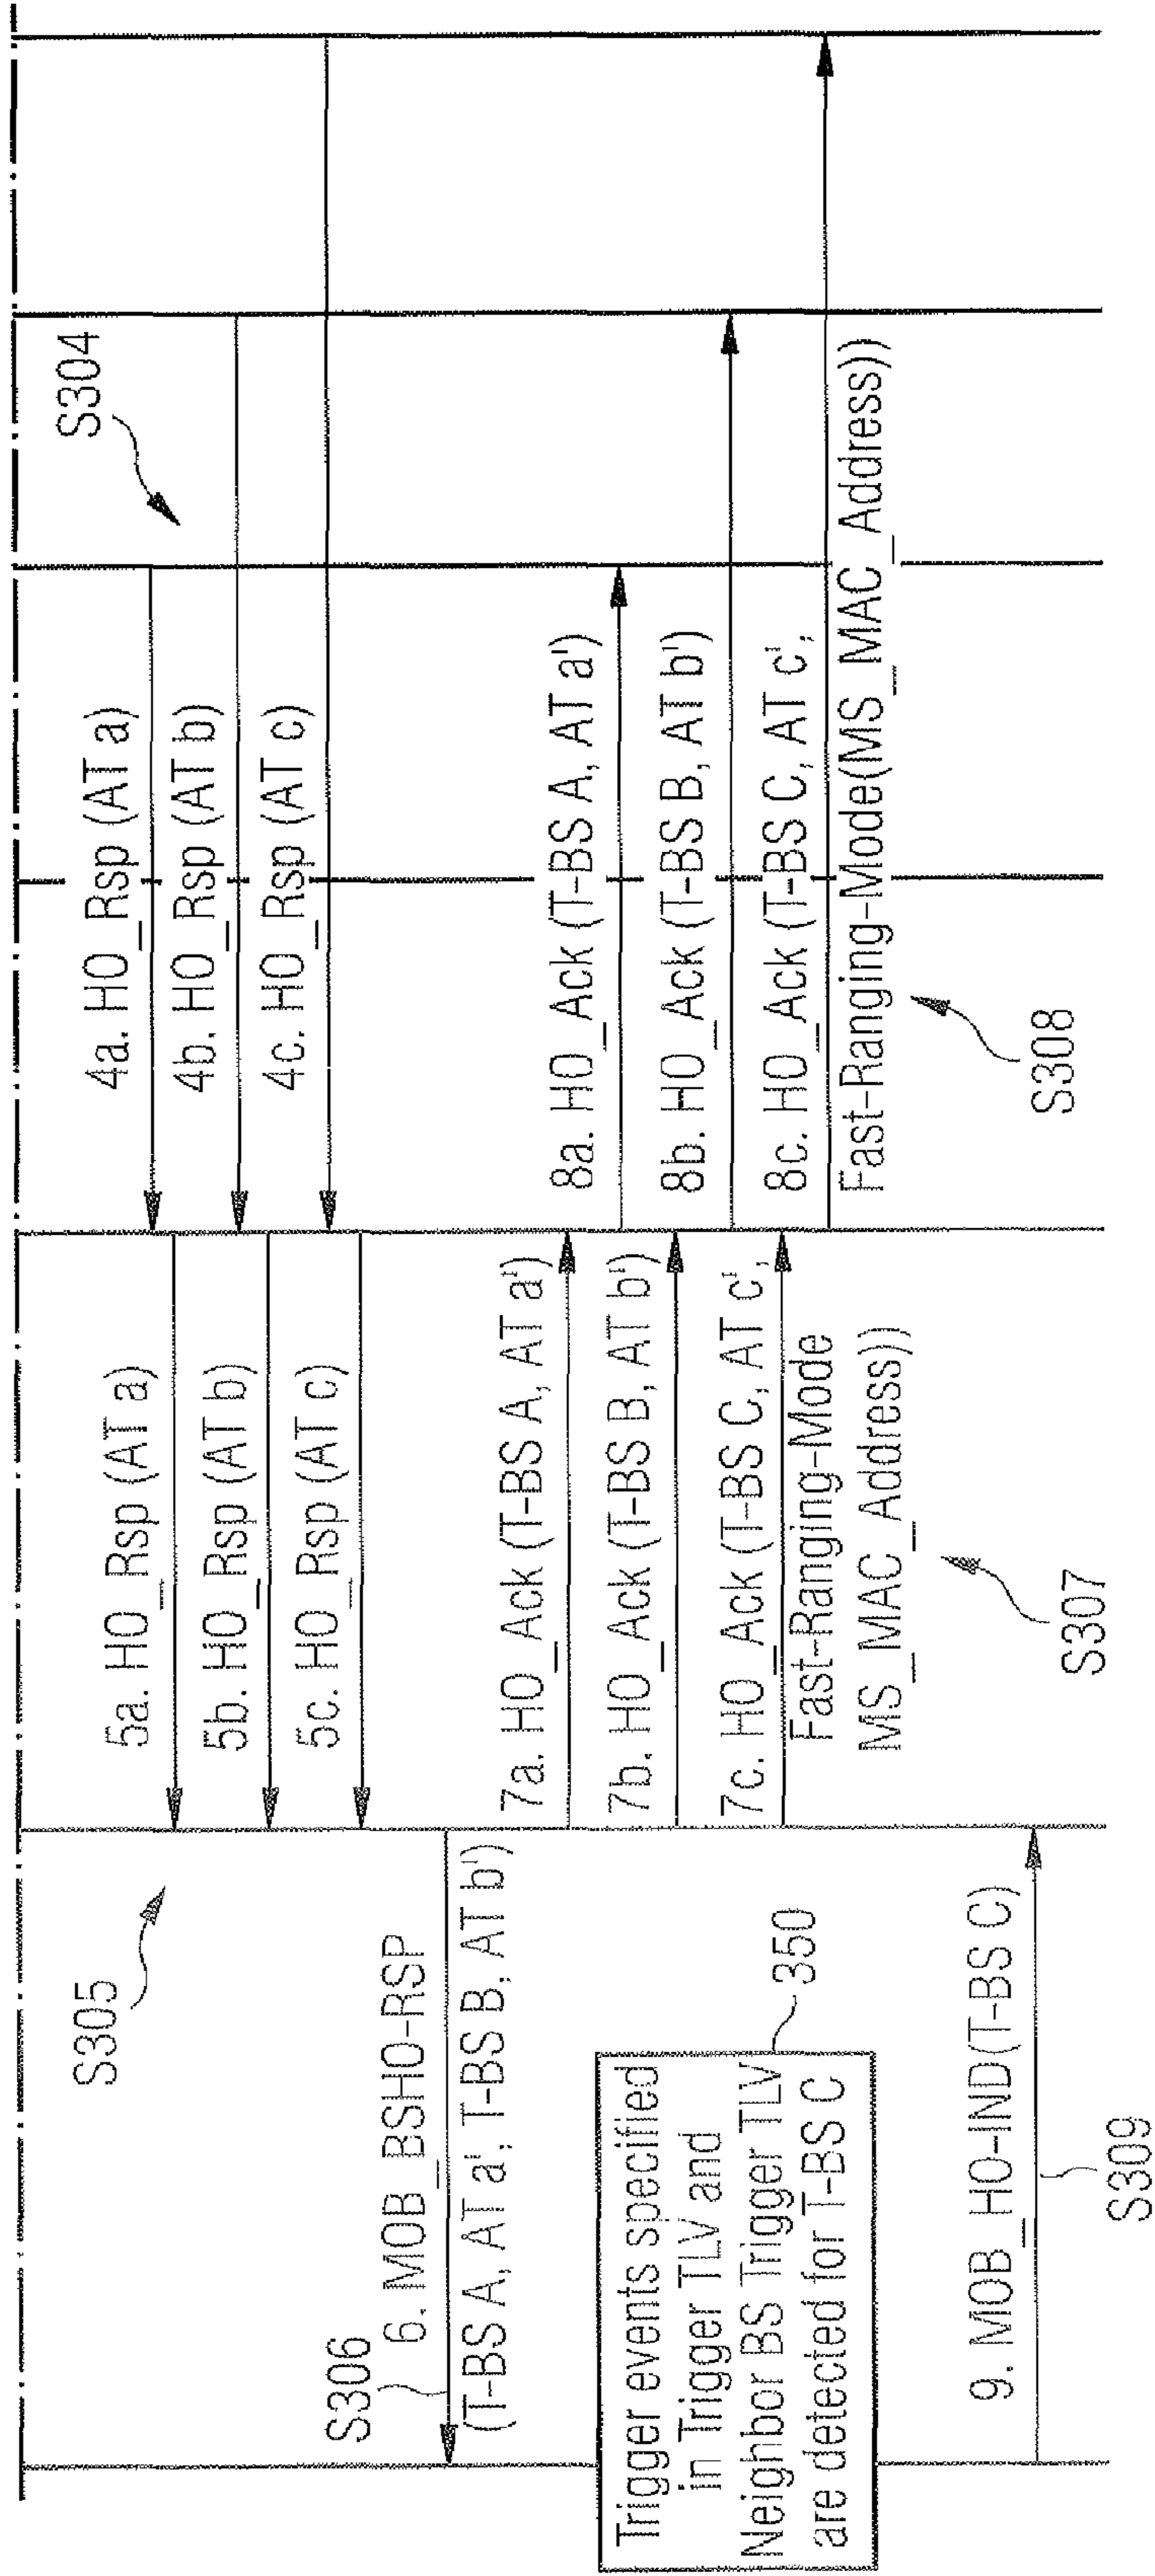 S304
4a. HO_Rsp (AT a)
4b. HO_Rsp (AT b)
4c. HO_Rsp (AT c)
S305
5a. HO_Rsp (AT a)
5b. HO_Rsp (AT b)
5c. HO_Rsp (AT c)
S306
6. MOB_BSHO-RSP
(T-BS A, AT a'; T-BS B, AT b')
7a. HO_Ack (T-BS A, AT a')
7b. HO_Ack (T-BS B, AT b')
7c. HO_Ack (T-BS C, AT c',
Fast-Ranging-Mode
MS_MAC_Address))
S307
8a. HO_Ack (T-BS A, AT a')
8b. HO_Ack (T-BS B, AT b')
8c. HO_Ack (T-BS C, AT c',
Fast-Ranging-Mode(MS_MAC_Address))
S308
Trigger events specified
in Trigger TLV and
Neighbor BS Trigger TLV
are detected for T-BS C
350
9. MOB_HO-IND(T-BS C)
S309